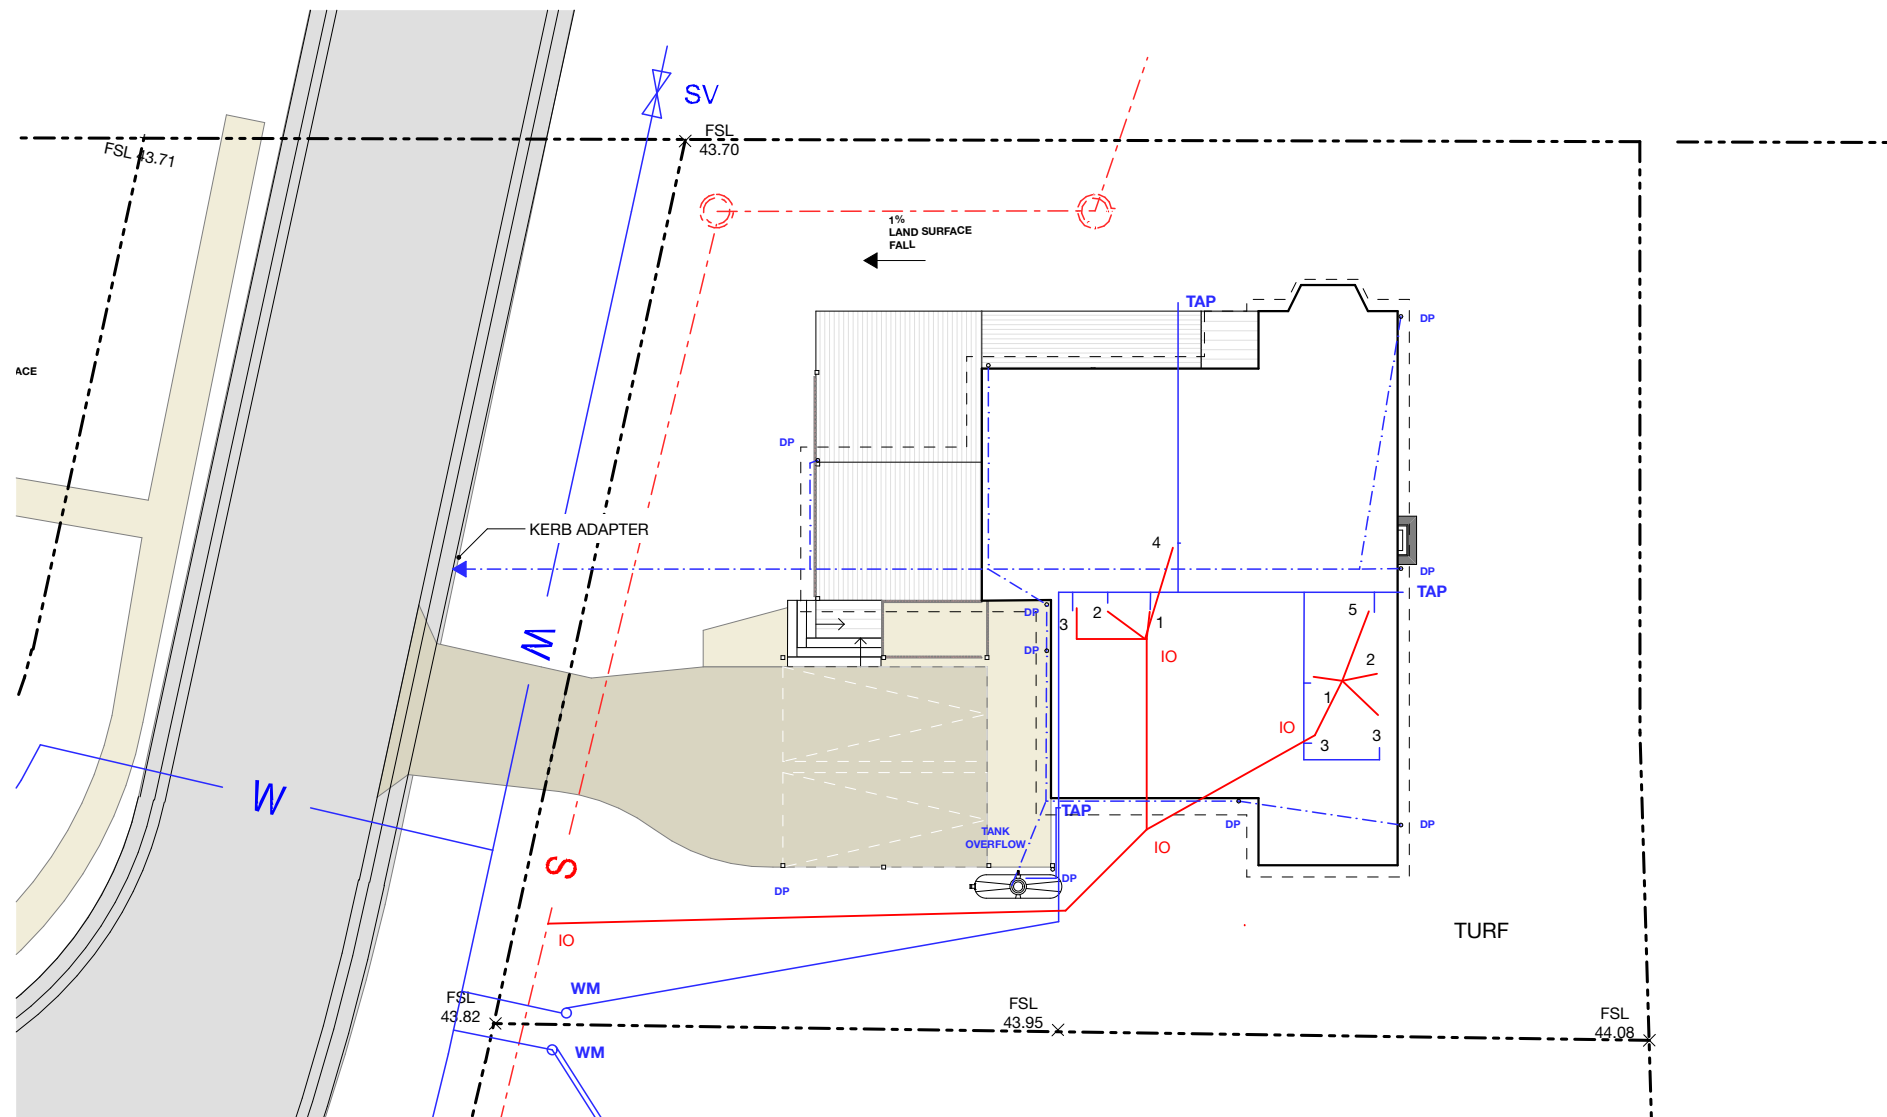 SV
FSL
43.70
FSL 43.71
1%
LAND SURFACE
FALL
TAP
DP
ACE
DP
KERB ADAPTER
4
DP
TAP
DP
3
2
1
5
W
DP
IO
2
1
IO
3
3
W
TAP
TANK
OVERFLOW
DP
DP
IO
S
DP
DP
TURF
IO
WM
FSL
43.82
FSL
43.95
FSL
44.08
WM